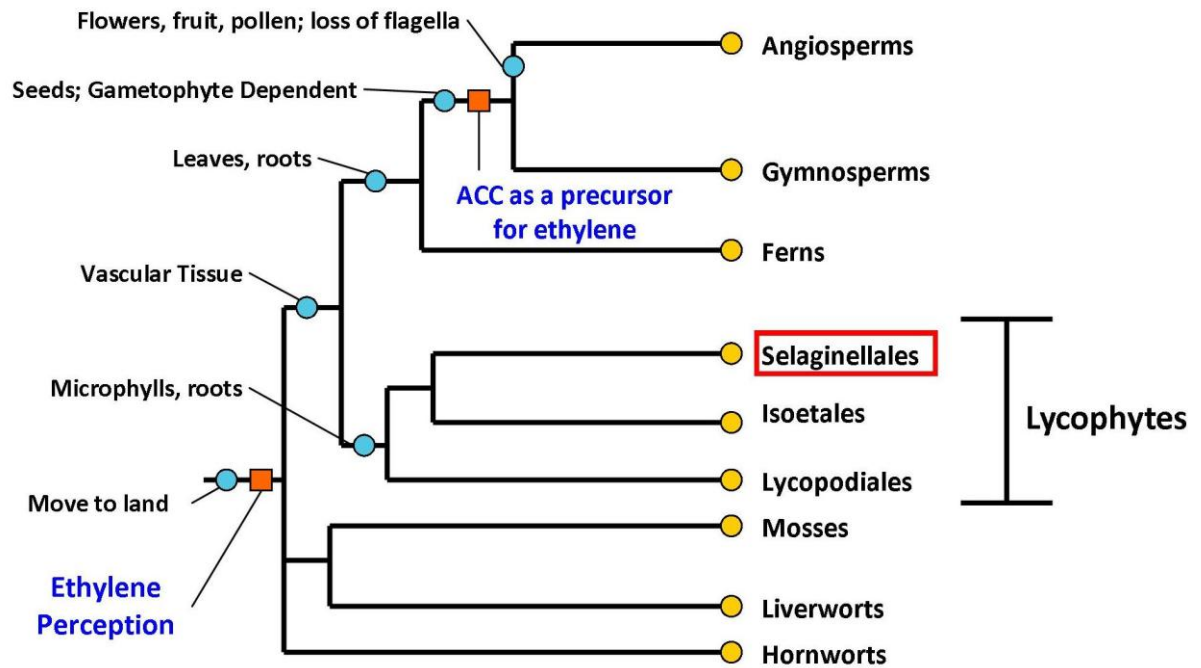 Flowers, fruit, pollen; loss of flagella
Angiosperms
Seeds; Gametophyte Dependent
Leaves, roots
Gymnosperms
ACC as a precursor
for ethylene
Ferns
Vascular Tissue
Selaginellales
Microphylls, roots
Isoetales
Lycophytes
Lycopodiales
Move to land
Mosses
Ethylene
Perception
Liverworts
Hornworts